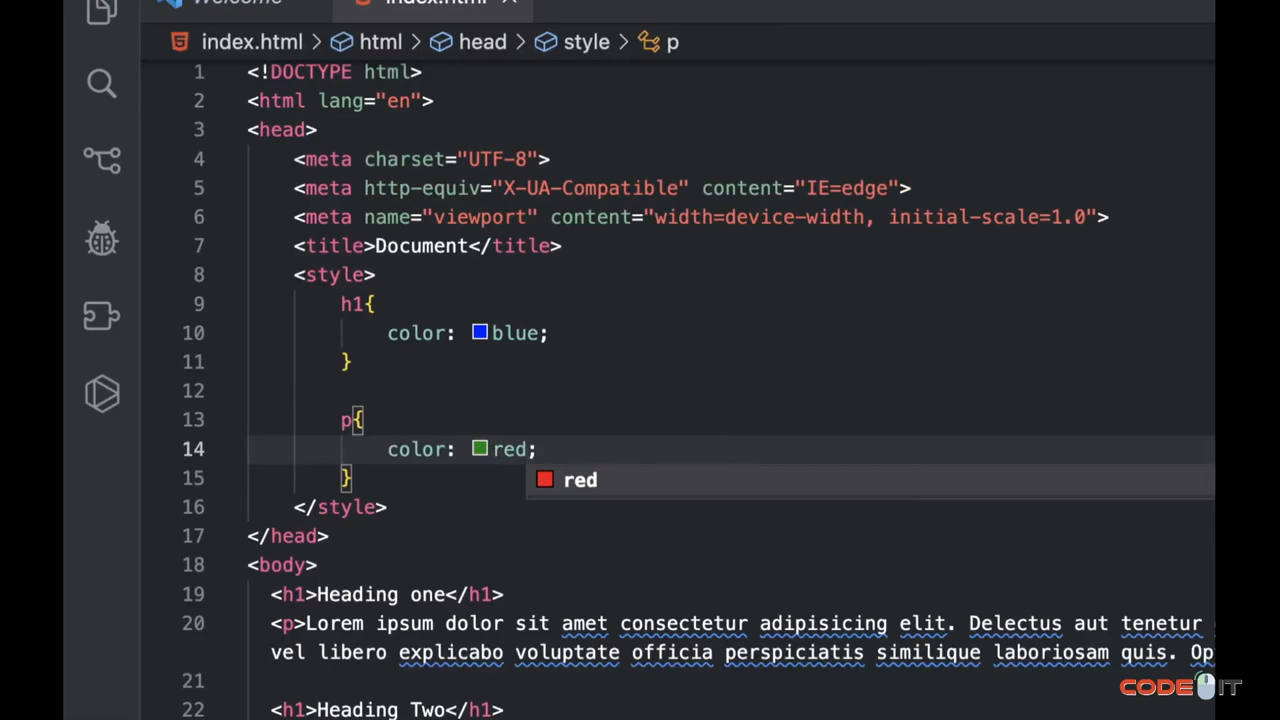 Welcome index.html
index.html > html > head > style > p
1 <!DOCTYPE html>
2 <html lang="en">
3 <head>
4 <meta charset="UTF-8">
5 <meta http-equiv="X-UA-Compatible" content="IE=edge">
6 <meta name="viewport" content="width=device-width, initial-scale=1.0">
7 <title>Document</title>
8 <style>
9 h1{
10 color: blue;
11 }
12
13 p{
14 color: red;
red
15 }
16 </style>
17 </head>
18 <body>
19 <h1>Heading one</h1>
20 <p>Lorem ipsum dolor sit amet consectetur adipisicing elit. Delectus aut tenetur
vel libero explicabo voluptate officia perspiciatis similique laboriosam quis. Op
21
22 <h1>Heading Two</h1>
CODE IT